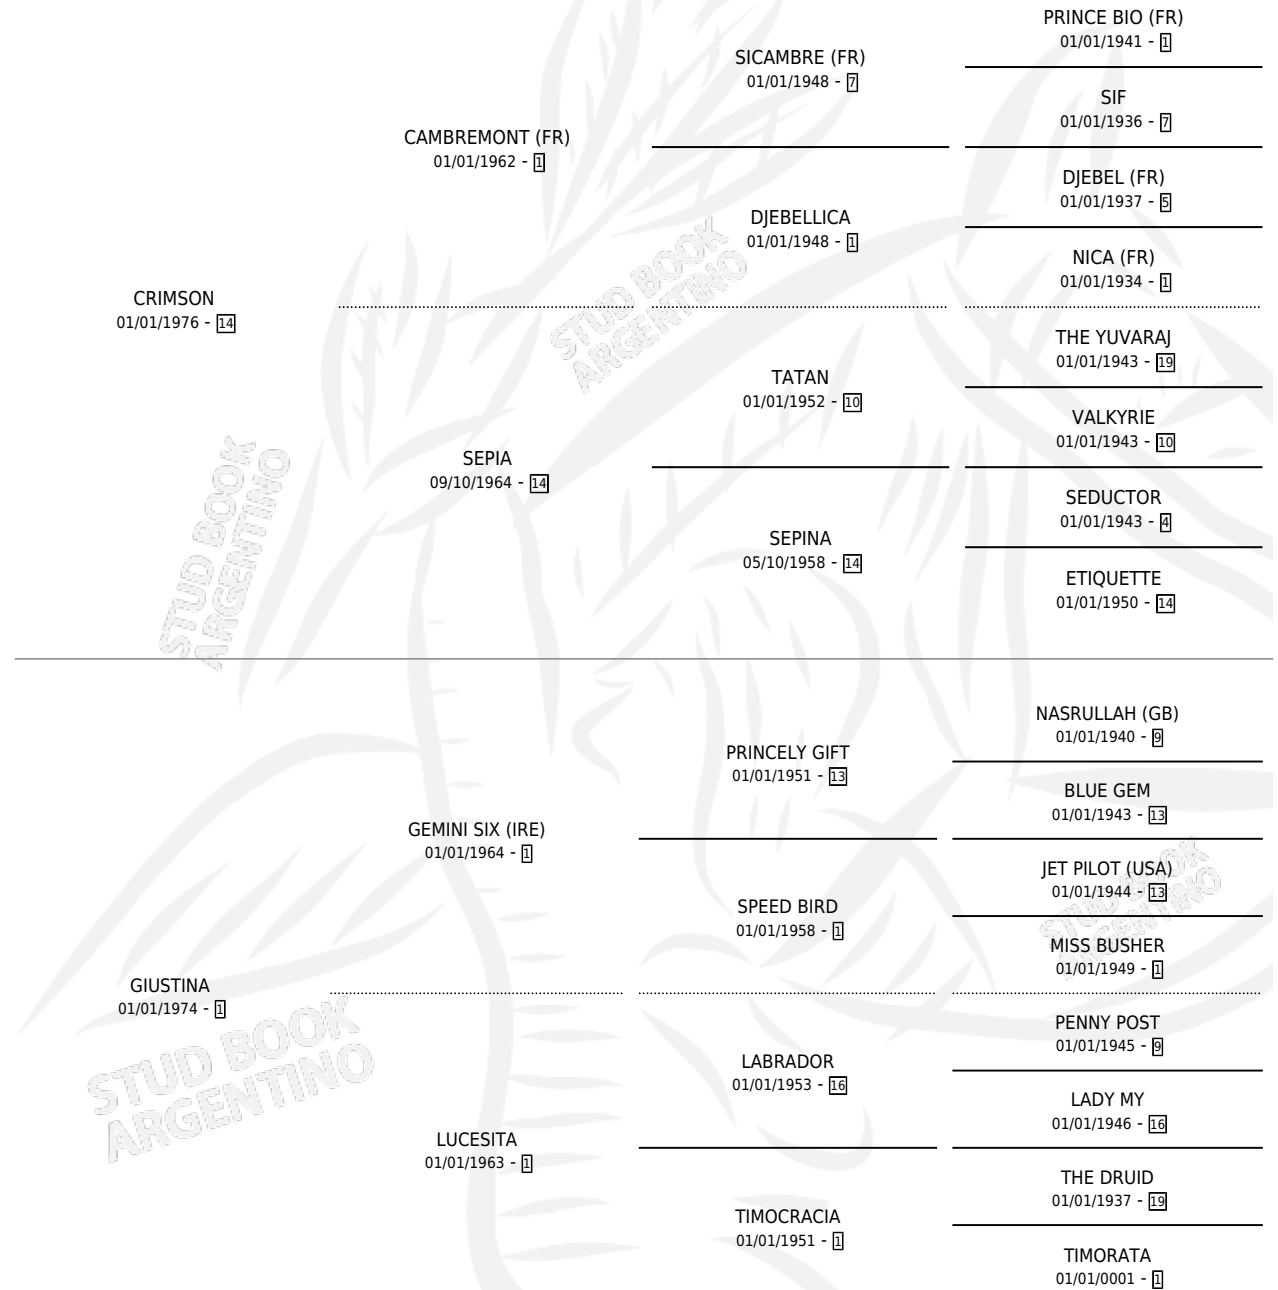 PRINCE BIO (FR)
01/01/1941 - 1
SICAMBRE (FR)
01/01/1948 - 7
SIF
01/01/1936 - 7
CAMBREMONT (FR)
01/01/1962 - 1
DJEBEL (FR)
01/01/1937 - 5
DJEBELLICA
01/01/1948 - 1
NICA (FR)
01/01/1934 - 1
CRIMSON
01/01/1976 - 14
THE YUVARAJ
01/01/1943 - 19
TATAN
01/01/1952 - 10
VALKYRIE
01/01/1943 - 10
SEPIA
09/10/1964 - 14
SEDUCTOR
01/01/1943 - 4
SEPINA
05/10/1958 - 14
ETIQUETTE
01/01/1950 - 14
NASRULLAH (GB)
01/01/1940 - 9
PRINCELY GIFT
01/01/1951 - 13
BLUE GEM
01/01/1943 - 13
GEMINI SIX (IRE)
01/01/1964 - 1
JET PILOT (USA)
01/01/1944 - 13
SPEED BIRD
01/01/1958 - 1
MISS BUSHER
01/01/1949 - 1
GIUSTINA
01/01/1974 - 1
PENNY POST
01/01/1945 - 9
LABRADOR
01/01/1953 - 16
LADY MY
01/01/1946 - 16
LUCESITA
01/01/1963 - 1
THE DRUID
01/01/1937 - 19
TIMOCRACIA
01/01/1951 - 1
TIMORATA
01/01/0001 - 1
STUD BOOK
ARGENTINO
STUD BOOK
ARGENTINO
STUD BOOK
ARGENTINO
STUD BOOK
ARGENTINO